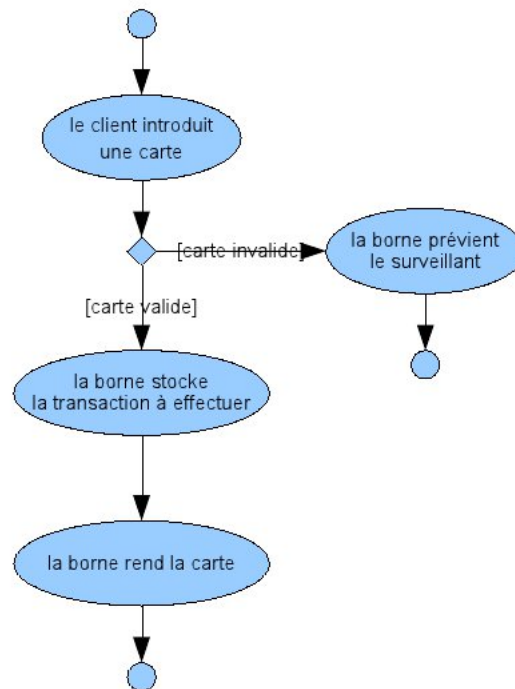 le client introduit
une carte
[carte invalide]
la borne prévient
le surveillant
[carte valide]
la borne stocke
la transaction à effectuer
la borne rend la carte